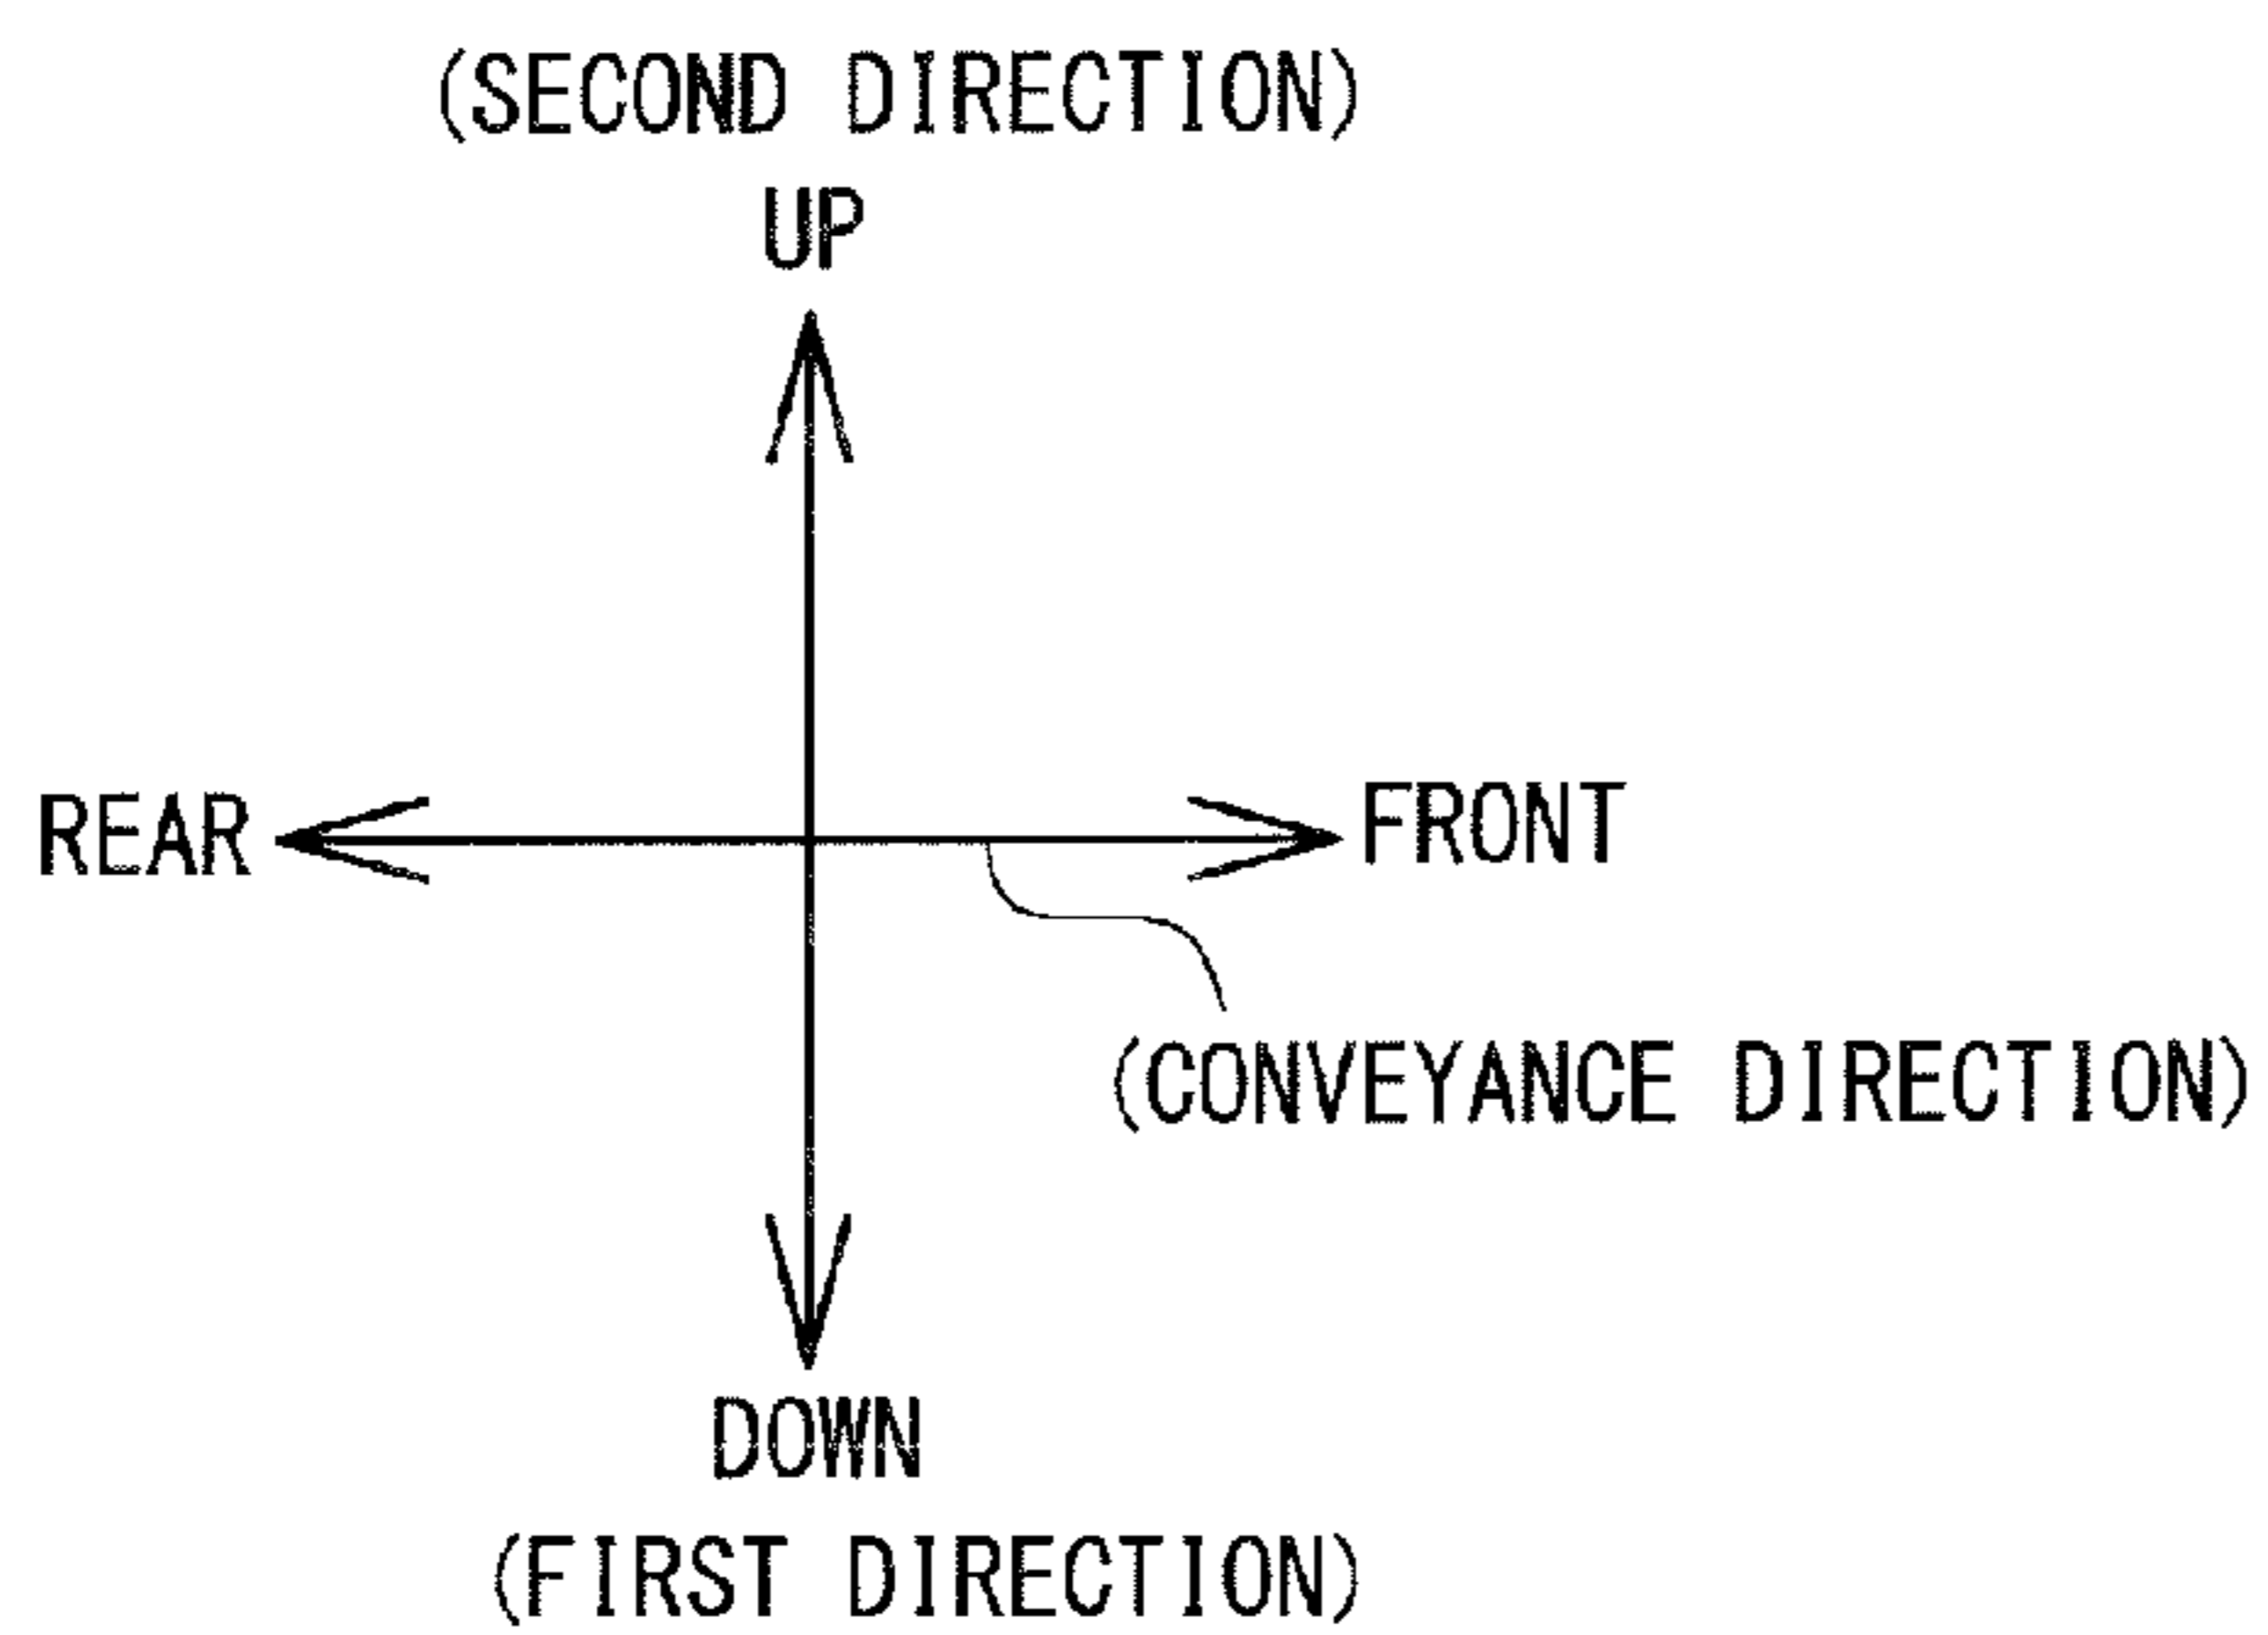 (SECOND DIRECTION)
UP
REAR
FRONT
(CONVEYANCE DIRECTION)
DOWN
(FIRST DIRECTION)